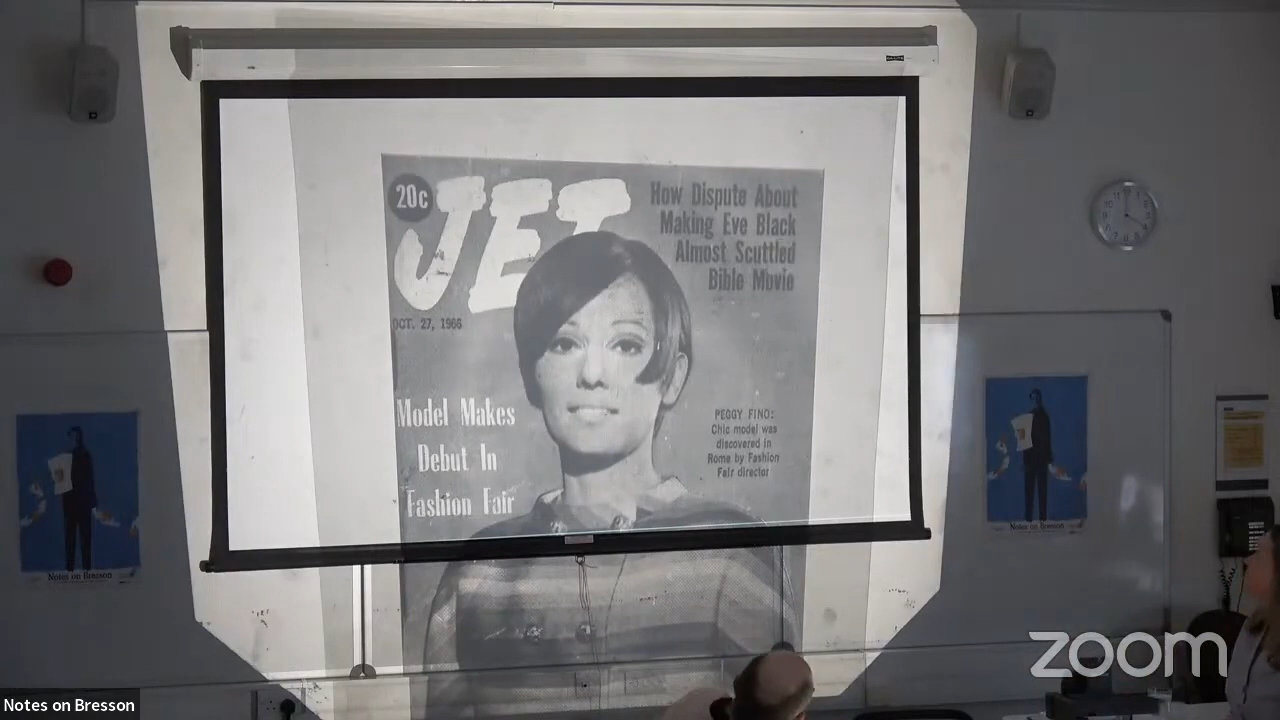 20c
JET
How Dispute About
Making Eve Black
Almost Scuttled
Bible Movie
OCT. 27, 1966
Model Makes
Debut In
Fashion Fair
PEGGY FINO:
Chic model was
discovered in
Rome by Fashion
Fair director
Notes on Bresson
Notes on Bresson
zoom
Notes on Bresson